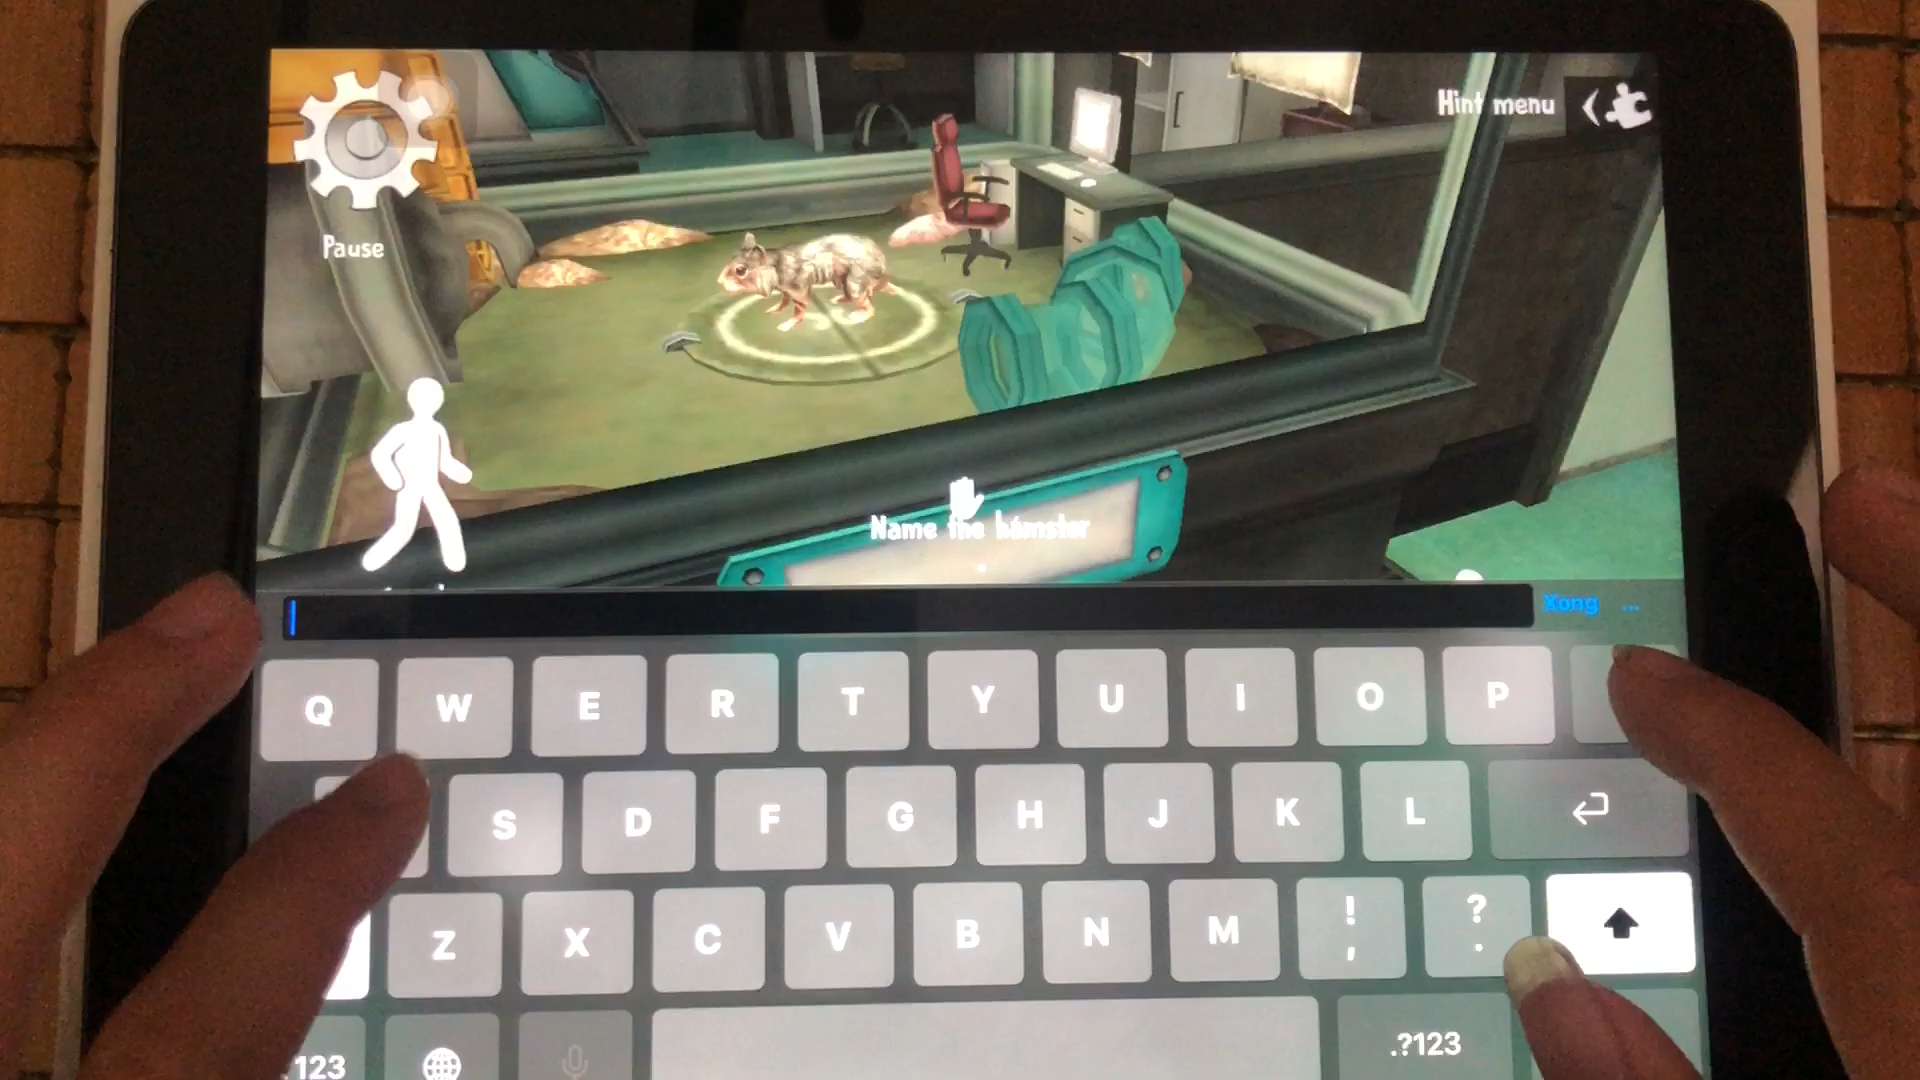 Hint menu
Pause
Name the hamster
Xong ...
Q W E R T Y U I O P
S D F G H J K L
Z X C V B N M ! , ? .
123 .?123